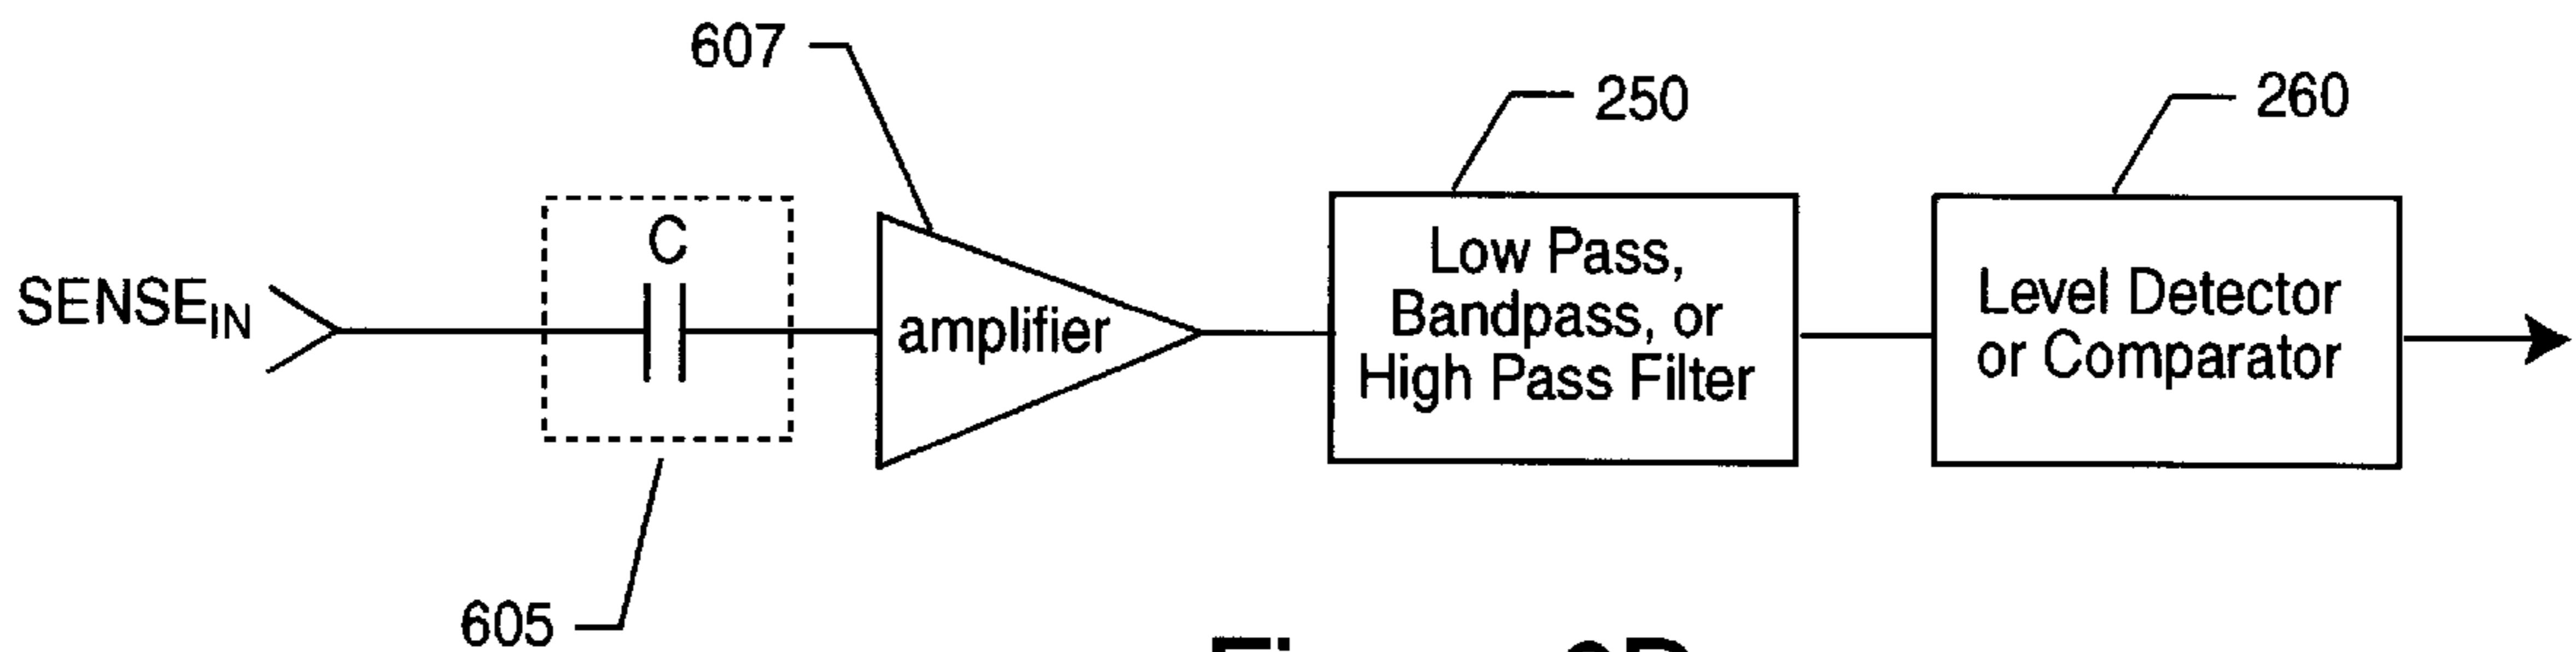 607
250
260
C
SENSE_IN
amplifier
Low Pass,
Bandpass, or
High Pass Filter
Level Detector
or Comparator
605